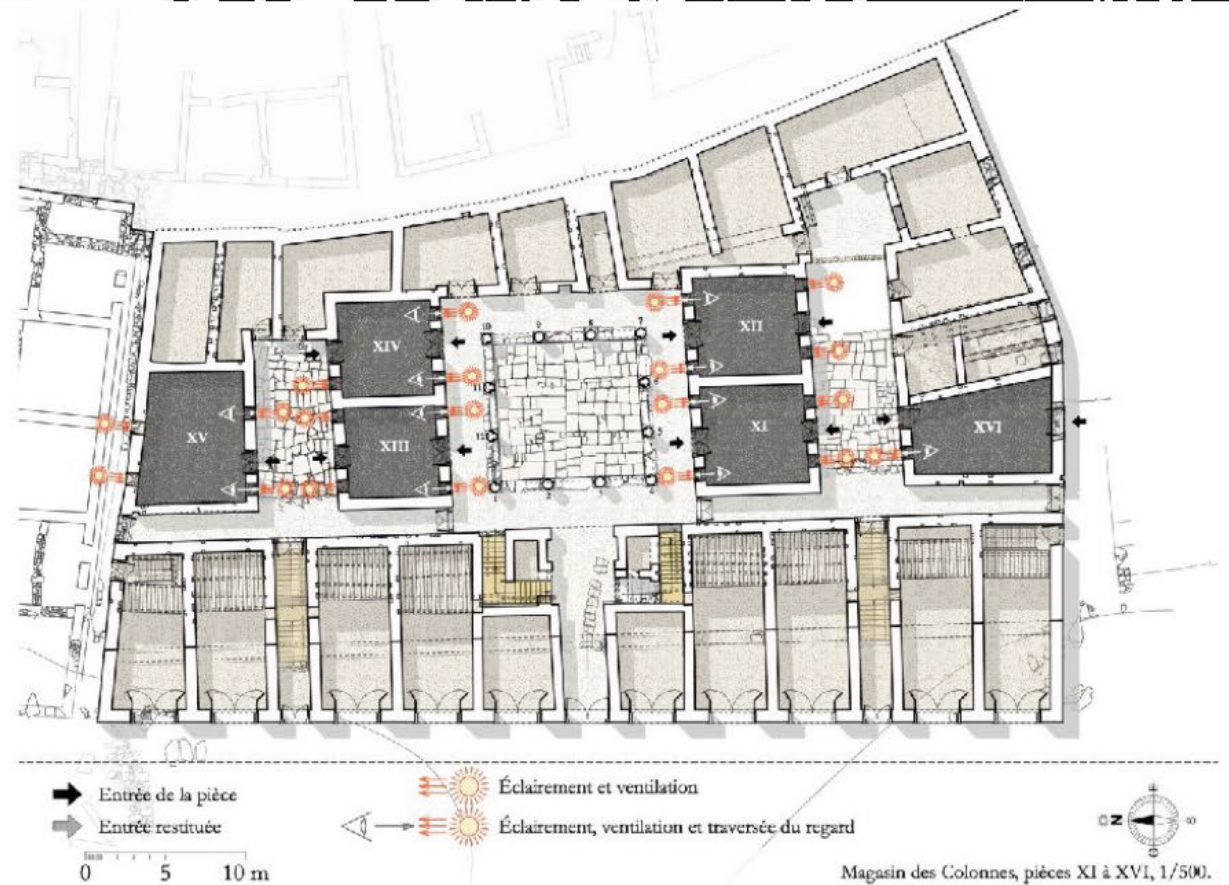 10 9 8 7
XIV
XII
11
XV
XIII
XI
XVI
12
5
1 2 3 4
Entrée de la pièce
Entrée restituée
Éclairement et ventilation
Éclairement, ventilation et traversée du regard
N
0 5 10 m
Magasin des Colonnes, pièces XI à XVI, 1/500.